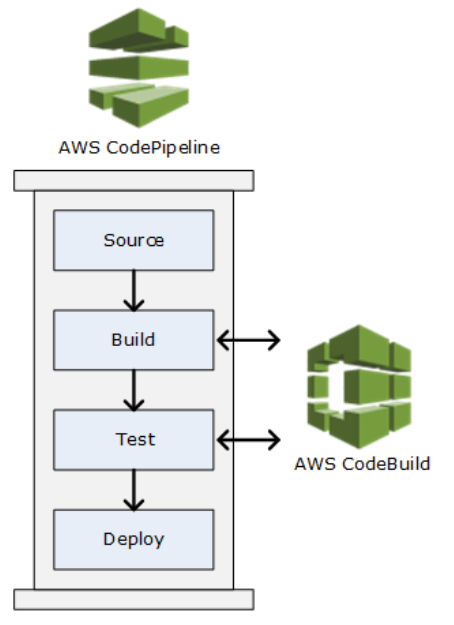 AWS CodePipeline
Source
Build
Test
AWS CodeBuild
Deploy